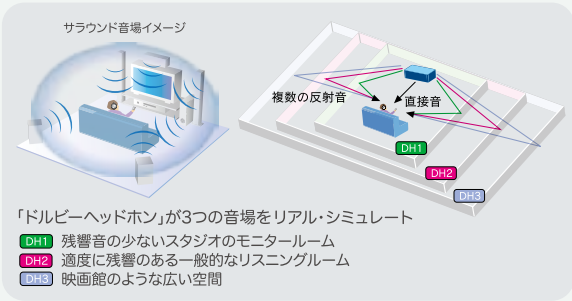 サラウンド音場イメージ
複数の反射音
直接音
DH1
DH2
DH3
「ドルビーヘッドホン」が3つの音場をリアル・シミュレート
DH1 残響音の少ないスタジオのモニタールーム
DH2 適度に残響のある一般的なリスニングルーム
DH3 映画館のような広い空間